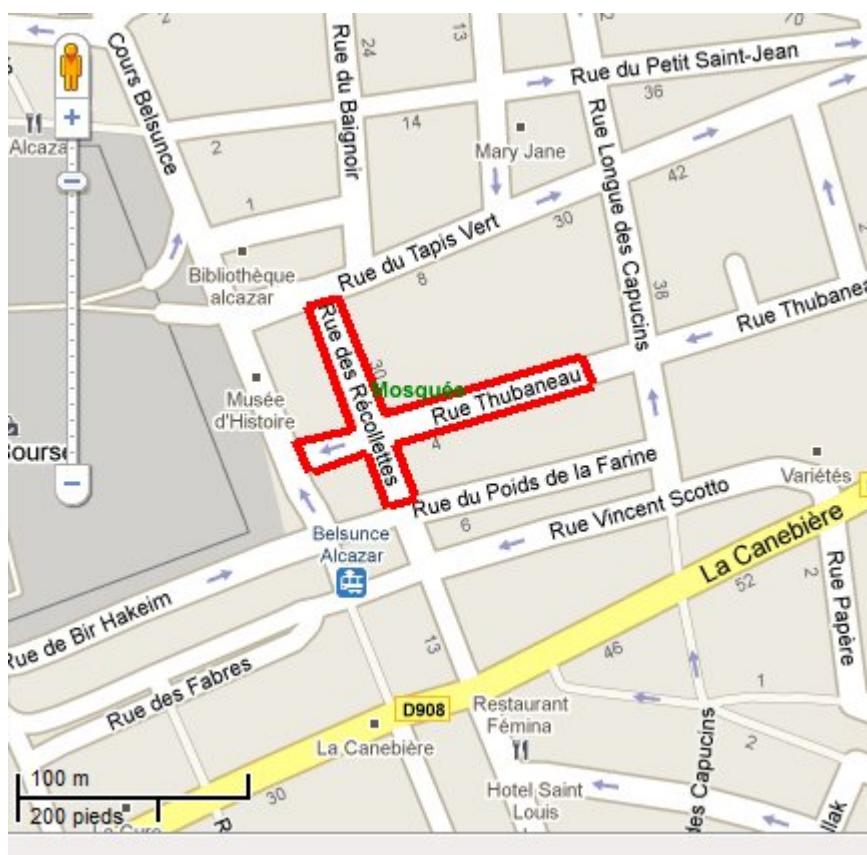 2
Cours Belsunce
Rue du Baignoir
24
13
70
Rue du Petit Saint-Jean
36
14
2
Alcaza
Mary Jane
Rue Longue des Capucins
42
1
30
Rue du Tapis Vert
8
Bibliothèque
alcazar
38
Rue Thubaneau
Rue des Récollettes
30
Mosquée
Rue Thubaneau
4
Musée
d'Histoire
Course
Rue du Poids de la Farine
6
Variétés
Rue Vincent Scotto
Belsunce
Alcazar
La Canebière
52
2
Rue Papère
Rue de Bir Hakeim
Rue des Fabres
13
46
1
2
D908
Restaurant
Fémina
La Canebière
Hotel Saint
Louis
des Capucins
100 m
200 pieds
30